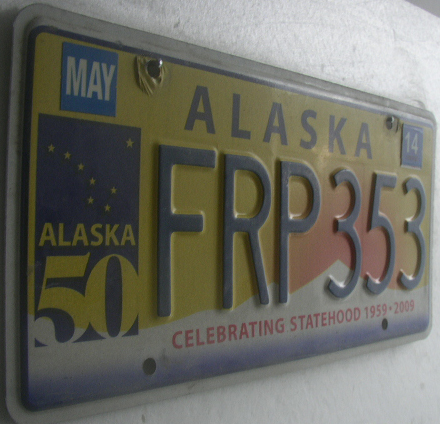 MAY
ALASKA
14
FRP353
ALASKA
50
CELEBRATING STATEHOOD 1959•2009